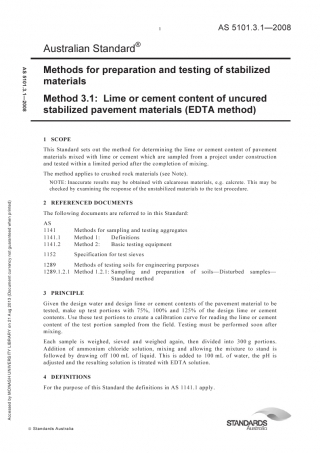 1
AS 5101.3.1—2008
Australian Standard®
Methods for preparation and testing of stabilized
materials
Method 3.1: Lime or cement content of uncured
stabilized pavement materials (EDTA method)
1 SCOPE
This Standard sets out the method for determining the lime or cement content of pavement
materials mixed with lime or cement which are sampled from a project under construction
and tested within a limited period after the completion of mixing.
The method applies to crushed rock materials (see Note).
NOTE: Inaccurate results may be obtained with calcareous materials, e.g. calcrete. This may be
checked by examining the response of the unstabilized materials to the test procedure.
2 REFERENCED DOCUMENTS
The following documents are referred to in this Standard:
AS
1141 Methods for sampling and testing aggregates
1141.1 Method 1: Definitions
1141.2 Method 2: Basic testing equipment
1152 Specification for test sieves
1289 Methods of testing soils for engineering purposes
1289.1.2.1 Method 1.2.1: Sampling and preparation of soils—Disturbed samples—
Standard method
3 PRINCIPLE
Given the design water and design lime or cement contents of the pavement material to be
tested, make up test portions with 75%, 100% and 125% of the design lime or cement
contents. Use these test portions to create a calibration curve for reading the lime or cement
content of the test portion sampled from the field. Testing must be performed soon after
mixing.
Each sample is weighed, sieved and weighed again, then divided into 300 g portions.
Addition of ammonium chloride solution, mixing and allowing the mixture to stand is
followed by drawing off 100 mL of liquid. This is added to 100 mL of water, the pH is
adjusted and the resulting solution is titrated with EDTA solution.
4 DEFINITIONS
For the purpose of this Standard the definitions in AS 1141.1 apply.
AS 5101.3.1—2008
Accessed by MONASH UNIVERSITY LIBRARY on 31 Aug 2012 (Document currency not guaranteed when printed)
© Standards Australia
STANDARDS
Australia